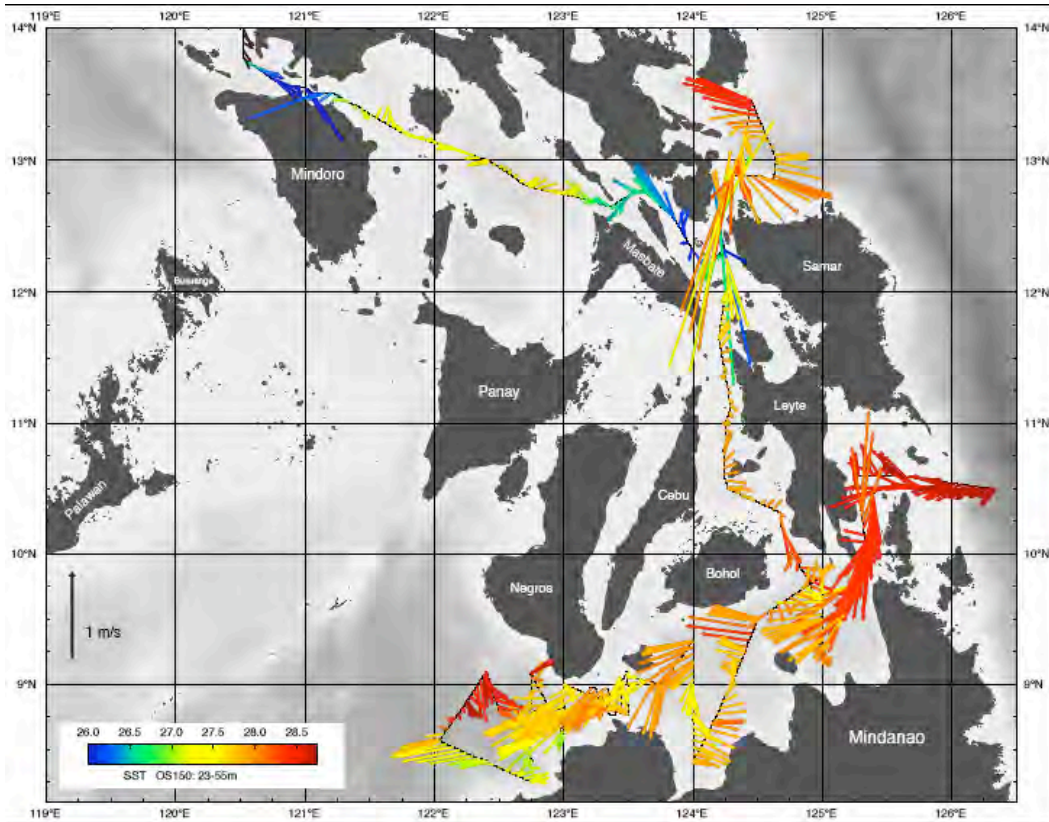 119°E 120°E 121°E 122°E 123°E 124°E 125°E 126°E
14°N 14°N
13°N 13°N
Mindoro
Masbate
Samar
12°N 12°N
Busuanga
Panay
Leyte
11°N 11°N
Palawan
Cebu
10°N 10°N
Negros
Bohol
1 m/s
9°N 9°N
26.0 26.5 27.0 27.5 28.0 28.5
Mindanao
SST OS150: 23-55m
119°E 120°E 121°E 122°E 123°E 124°E 125°E 126°E